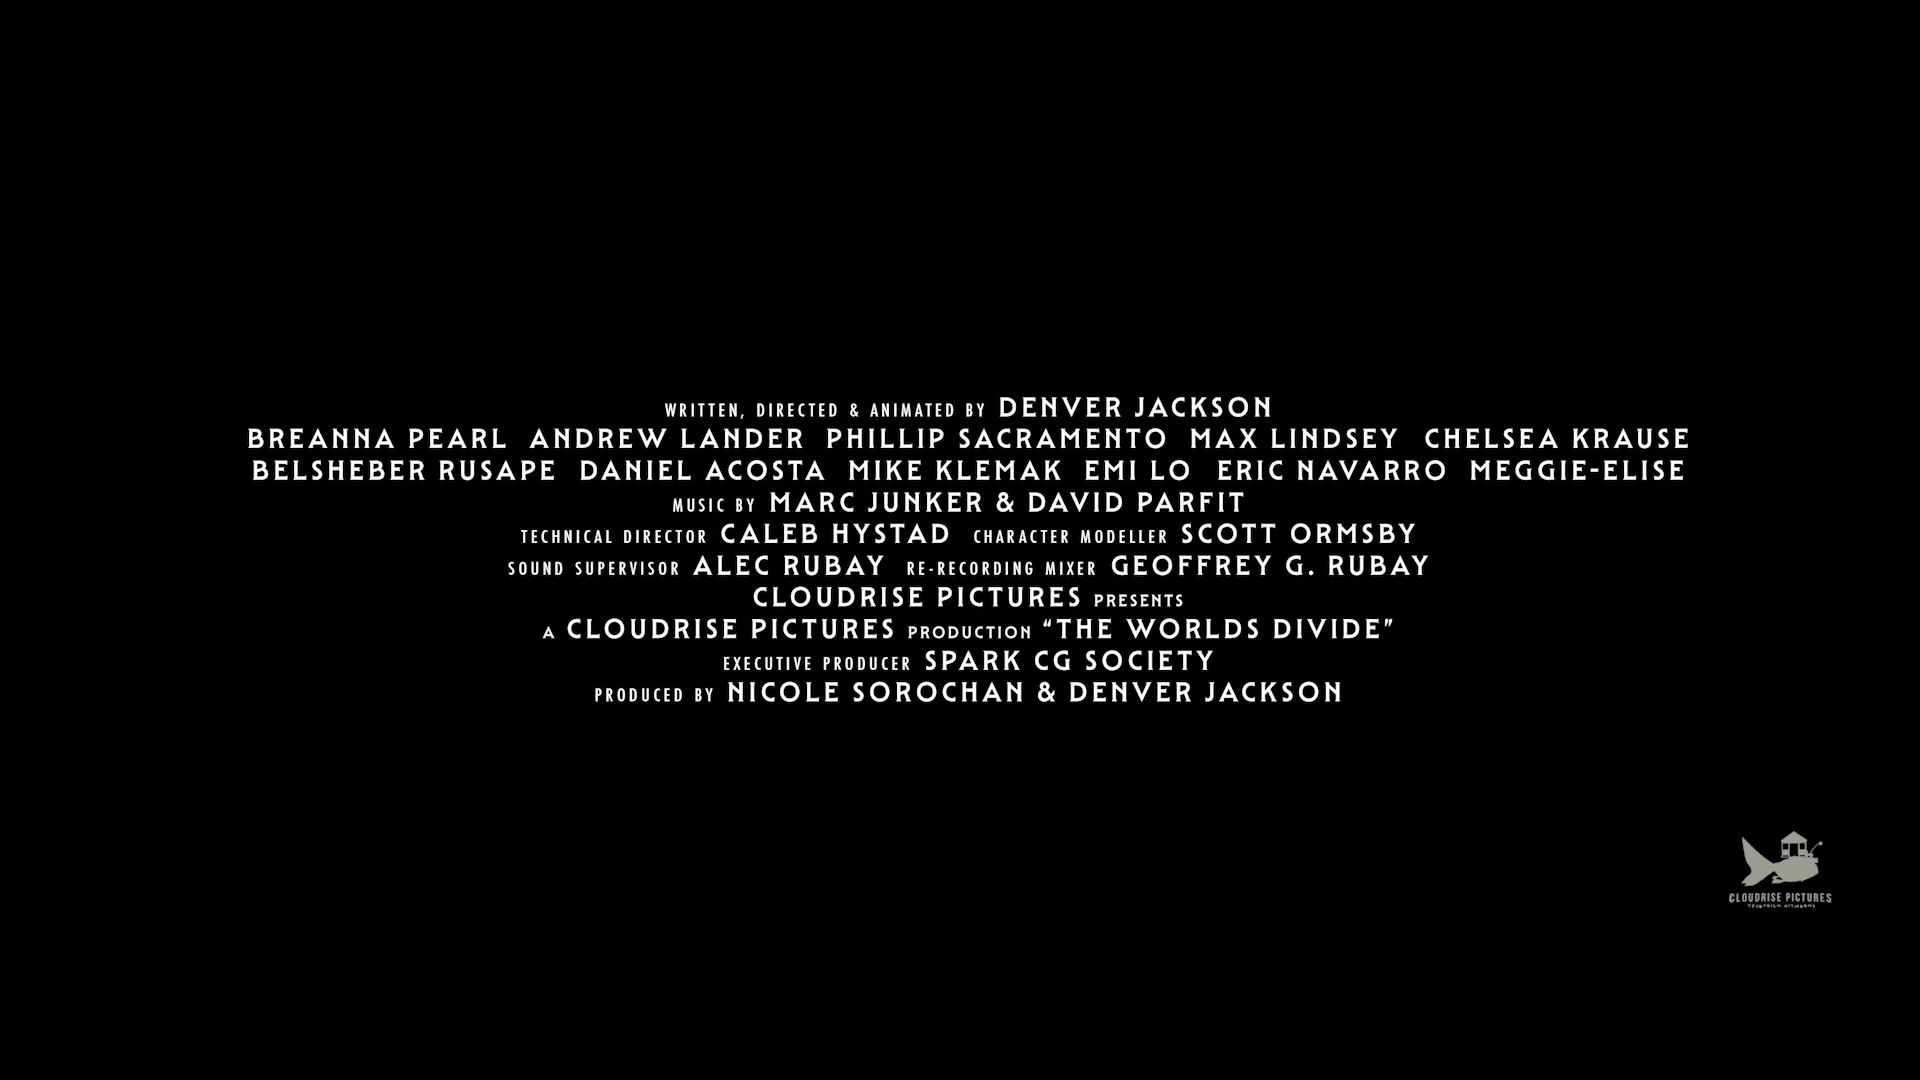 WRITTEN, DIRECTED & ANIMATED BY DENVER JACKSON
BREANNA PEARL ANDREW LANDER PHILLIP SACRAMENTO MAX LINDSEY CHELSEA KRAUSE
BELSHEBER RUSAPE DANIEL ACOSTA MIKE KLEMAK EMI LO ERIC NAVARRO MEGGIE-ELISE
MUSIC BY MARC JUNKER & DAVID PARFIT
TECHNICAL DIRECTOR CALEB HYSTAD CHARACTER MODELLER SCOTT ORMSBY
SOUND SUPERVISOR ALEC RUBAY RE-RECORDING MIXER GEOFFREY G. RUBAY
CLOUDRISE PICTURES PRESENTS
A CLOUDRISE PICTURES PRODUCTION “THE WORLDS DIVIDE”
EXECUTIVE PRODUCER SPARK CG SOCIETY
PRODUCED BY NICOLE SOROCHAN & DENVER JACKSON
CLOUDRISE PICTURES